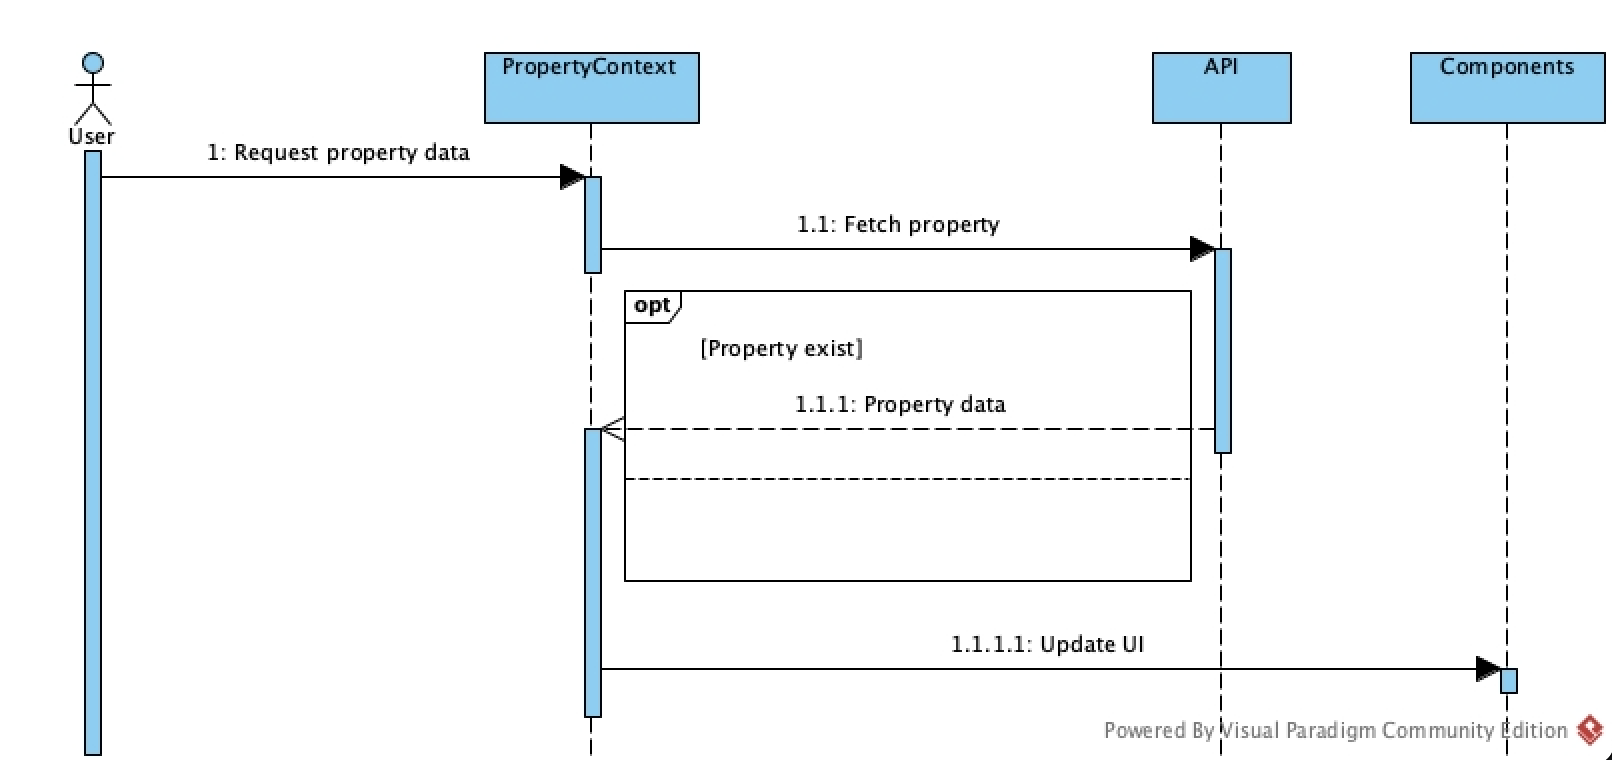 PropertyContext
API
Components
User
1: Request property data
1.1: Fetch property
opt
[Property exist]
1.1.1: Property data
1.1.1.1: Update UI
Powered By Visual Paradigm Community Edition